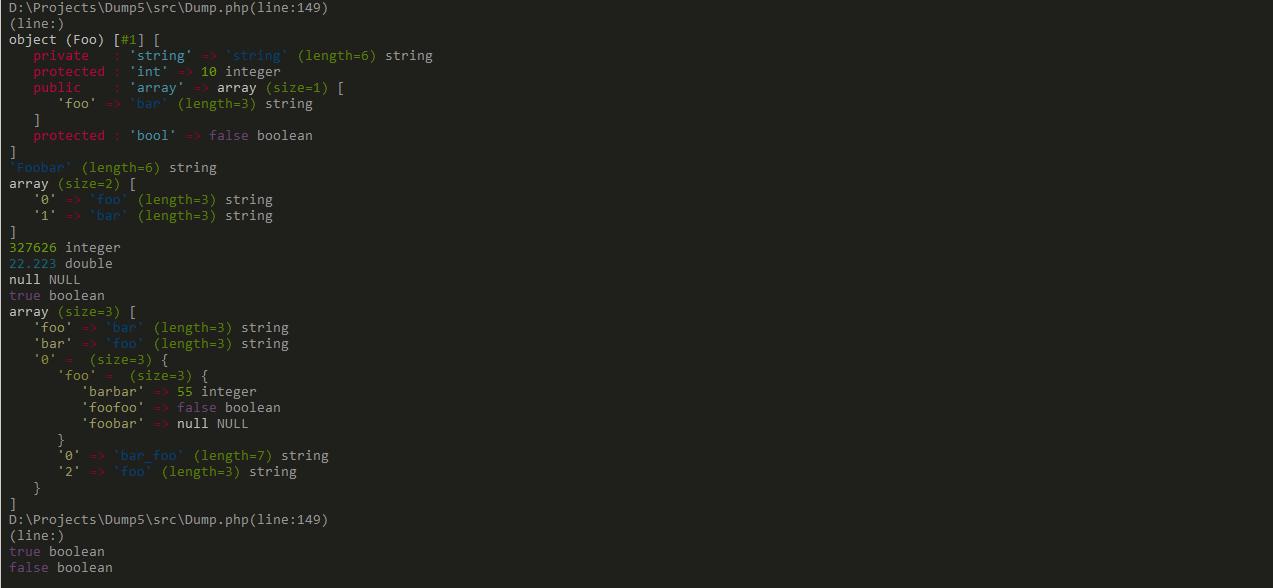 D:\Projects\Dump5\src\Dump.php(line:149)
(line:)
object (Foo) [#1] [
   private   : 'string' => 'string' (length=6) string
   protected : 'int' => 10 integer
   public    : 'array' => array (size=1) [
      'foo' => 'bar' (length=3) string
   ]
   protected : 'bool' => false boolean
]
'Foobar' (length=6) string
array (size=2) [
   '0' => 'foo' (length=3) string
   '1' => 'bar' (length=3) string
]
327626 integer
22.223 double
null NULL
true boolean
array (size=3) [
   'foo' => 'bar' (length=3) string
   'bar' => 'foo' (length=3) string
   '0' =  (size=3) {
      'foo' =  (size=3) {
         'barbar' => 55 integer
         'foofoo' => false boolean
         'foobar' => null NULL
      }
      '0' => 'bar_foo' (length=7) string
      '2' => 'foo' (length=3) string
   }
]
D:\Projects\Dump5\src\Dump.php(line:149)
(line:)
true boolean
false boolean